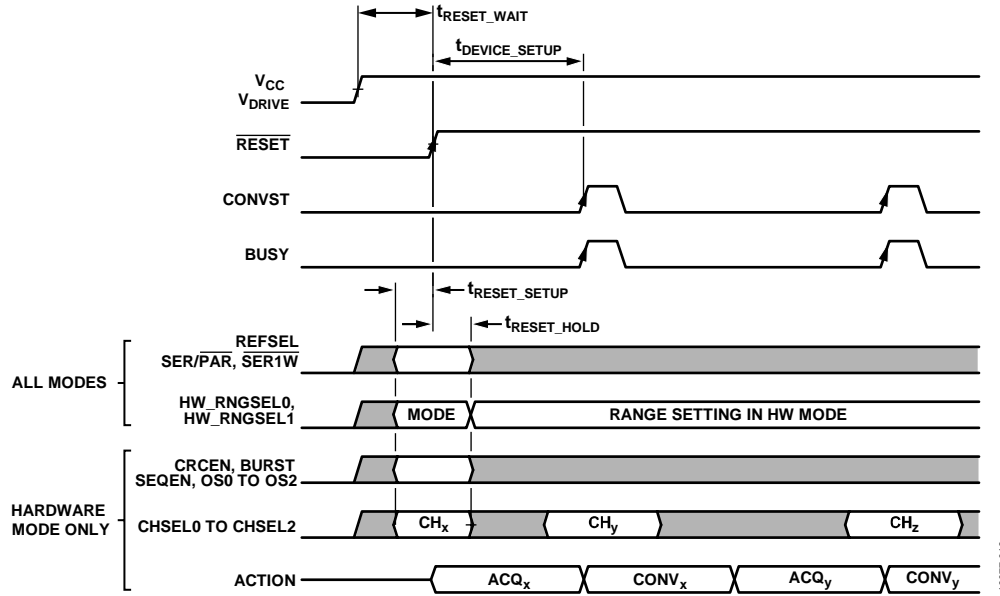 tRESET_WAIT
tDEVICE_SETUP
VCC
VDRIVE
RESET
CONVST
BUSY
tRESET_SETUP
tRESET_HOLD
REFSEL
SER/PAR, SER1W
ALL MODES
HW_RNGSEL0,
HW_RNGSEL1
MODE
RANGE SETTING IN HW MODE
CRCEN, BURST
SEQEN, OS0 TO OS2
HARDWARE
MODE ONLY
CHSEL0 TO CHSEL2
CHx
CHy
CHz
ACTION
ACQx
CONVx
ACQy
CONVy